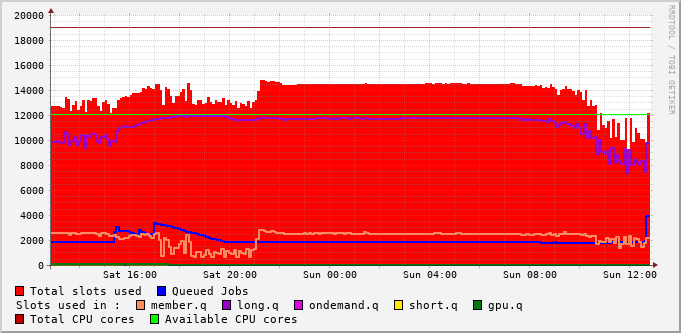 20000
18000
16000
14000
12000
10000
8000
6000
4000
2000
0
Sat 16:00 Sat 20:00 Sun 00:00 Sun 04:00 Sun 08:00 Sun 12:00
RRDTOOL / TOBI OETIKER
Total slots used Queued Jobs
Slots used in : member.q long.q ondemand.q short.q gpu.q
Total CPU cores Available CPU cores